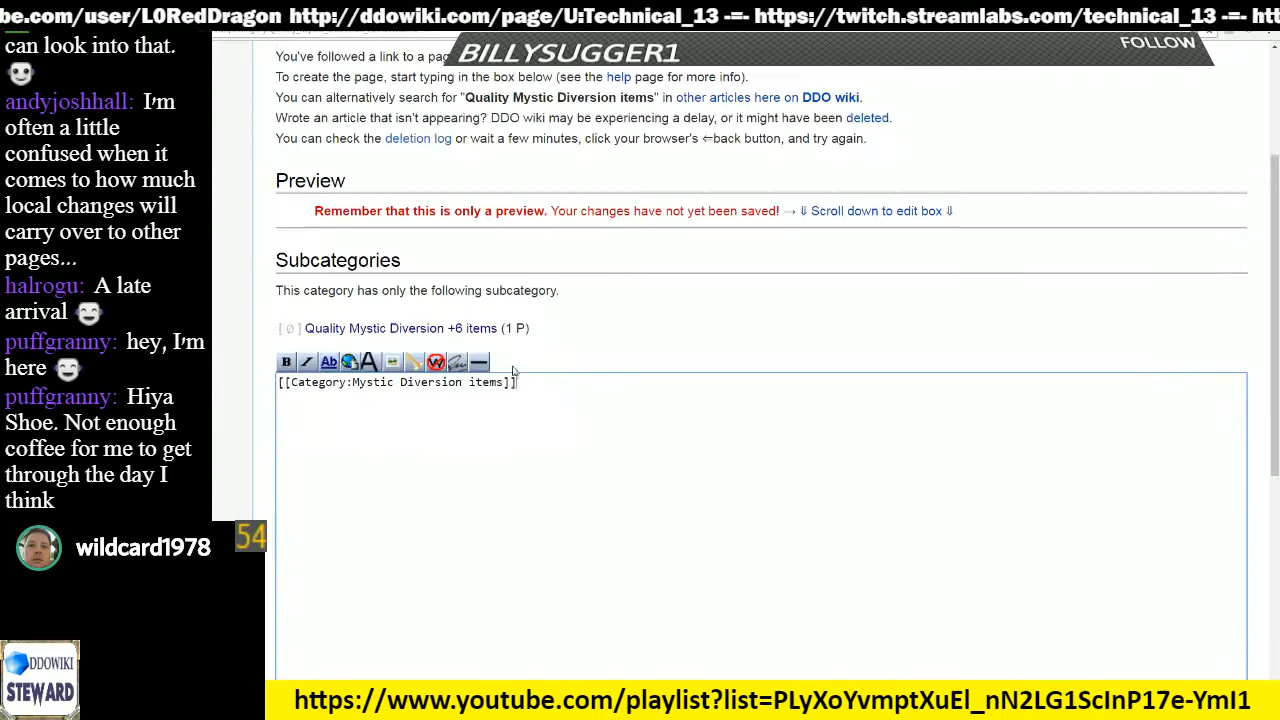 be.com/user/L0RedDragon http://ddowiki.com/page/U:Technical_13 -=- https://twitch.streamlabs.com/technical_13 -=- htt
can look into that.
andyjoshhall: I'm
often a little
confused when it
comes to how much
local changes will
carry over to other
pages...
halrogu: A late
arrival
puffgranny: hey, I'm
here
puffgranny: Hiya
Shoe. Not enough
coffee for me to get
through the day I
think
wildcard1978
54
DDOWIKI
STEWARD
BILLYSUGGER1
FOLLOW
You've followed a link to a pag
To create the page, start typing in the box below (see the help page for more info).
You can alternatively search for "Quality Mystic Diversion items" in other articles here on DDO wiki.
Wrote an article that isn't appearing? DDO wiki may be experiencing a delay, or it might have been deleted.
You can check the deletion log or wait a few minutes, click your browser's ⇐back button, and try again.
Preview
Remember that this is only a preview. Your changes have not yet been saved! → ⇓ Scroll down to edit box ⇓
Subcategories
This category has only the following subcategory.
[ ∅ ] Quality Mystic Diversion +6 items (1 P)
B I Ab A W
[[Category:Mystic Diversion items]]
https://www.youtube.com/playlist?list=PLyXoYvmptXuEl_nN2LG1ScInP17e-YmI1